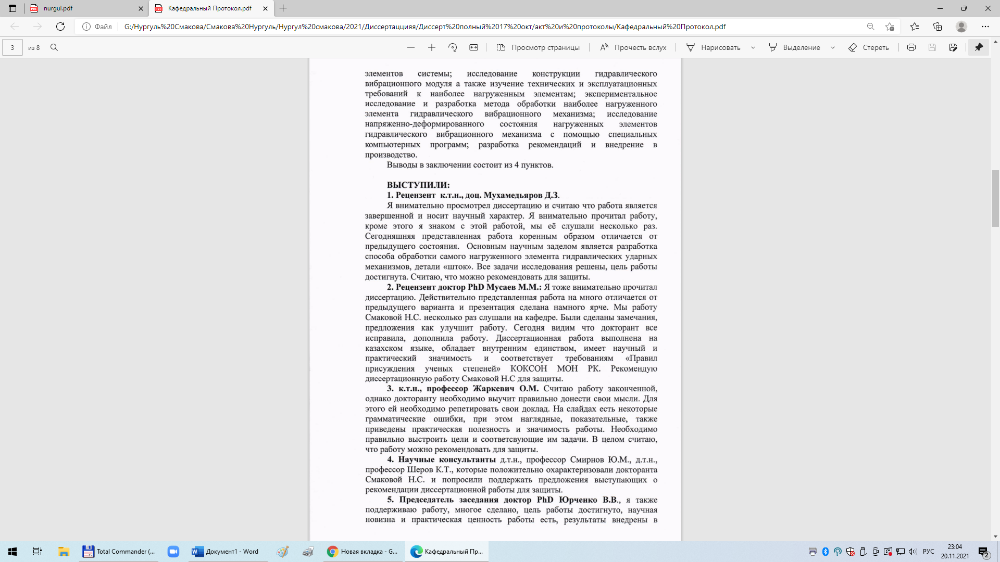 nurgul.pdf
Кафедральный Протокол.pdf
Файл
G:/Нургуль%20Смакова/Смакова%20Нургуль/Нургул%20смакова/2021/Диссертаццияя/Диссерт%20полный%2017%20окт/акт%20и%20протоколы/Кафедральный%20Протокол.pdf
3 из 8
Просмотр страницы
Прочесть вслух
Нарисовать
Выделение
Стереть
элементов системы; исследование конструкции гидравлического
вибрационного модуля а также изучение технических и эксплуатационных
требований к наиболее нагруженным элементам; экспериментальное
исследование и разработка метода обработки наиболее нагруженного
элемента гидравлического вибрационного механизма; исследование
напряженно-деформированного состояния нагруженных элементов
гидравлического вибрационного механизма с помощью специальных
компьютерных программ; разработка рекомендаций и внедрение в
производство.
Выводы в заключении состоит из 4 пунктов.
ВЫСТУПИЛИ:
1. Рецензент к.т.н., доц. Мухамедьяров Д.З.
Я внимательно просмотрел диссертацию и считаю что работа является
завершенной и носит научный характер. Я внимательно прочитал работу,
кроме этого я знаком с этой работой, мы её слушали несколько раз.
Сегодняшняя представленная работа коренным образом отличается от
предыдущего состояния. Основным научным заделом является разработка
способа обработки самого нагруженного элемента гидравлических ударных
механизмов, детали «шток». Все задачи исследования решены, цель работы
достигнута. Считаю, что можно рекомендовать для защиты.
2. Рецензент доктор PhD Мусаев М.М.: Я тоже внимательно прочитал
диссертацию. Действительно представленная работа на много отличается от
предыдущего варианта и презентация сделана намного ярче. Мы работу
Смаковой Н.С. несколько раз слушали на кафедре. Были сделаны замечания,
предложения как улучшит работу. Сегодня видим что докторант все
исправила, дополнила работу. Диссертационная работа выполнена на
казахском языке, обладает внутренним единством, имеет научный и
практический значимость и соответствует требованиям «Правил
присуждения ученых степеней» КОКСОН МОН РК. Рекомендую
диссертационную работу Смаковой Н.С для защиты.
3. к.т.н., профессор Жаркевич О.М. Считаю работу законченной,
однако докторанту необходимо выучит правильно донести свои мысли. Для
этого ей необходимо репетировать свои доклад. На слайдах есть некоторые
грамматические ошибки, при этом наглядные, показательные, также
приведены практическая полезность и значимость работы. Необходимо
правильно выстроить цели и соответсвующие им задачи. В целом считаю,
что работу можно рекомендовать для защиты.
4. Научные консультанты д.т.н., профессор Смирнов Ю.М., д.т.н.,
профессор Шеров К.Т., которые положительно охарактеризовали докторанта
Смаковой Н.С. и попросили поддержать предложения выступающих о
рекомендации диссертационной работы для защиты.
5. Председатель заседания доктор PhD Юрченко В.В., я также
поддерживаю работу, многое сделано, цель работы достигнуто, научная
новизна и практическая ценность работы есть, результаты внедрены в
Total Commander (...
Документ1 - Word
Новая вкладка - G...
Кафедральный Пр...
РУС
23:04
20.11.2021
2